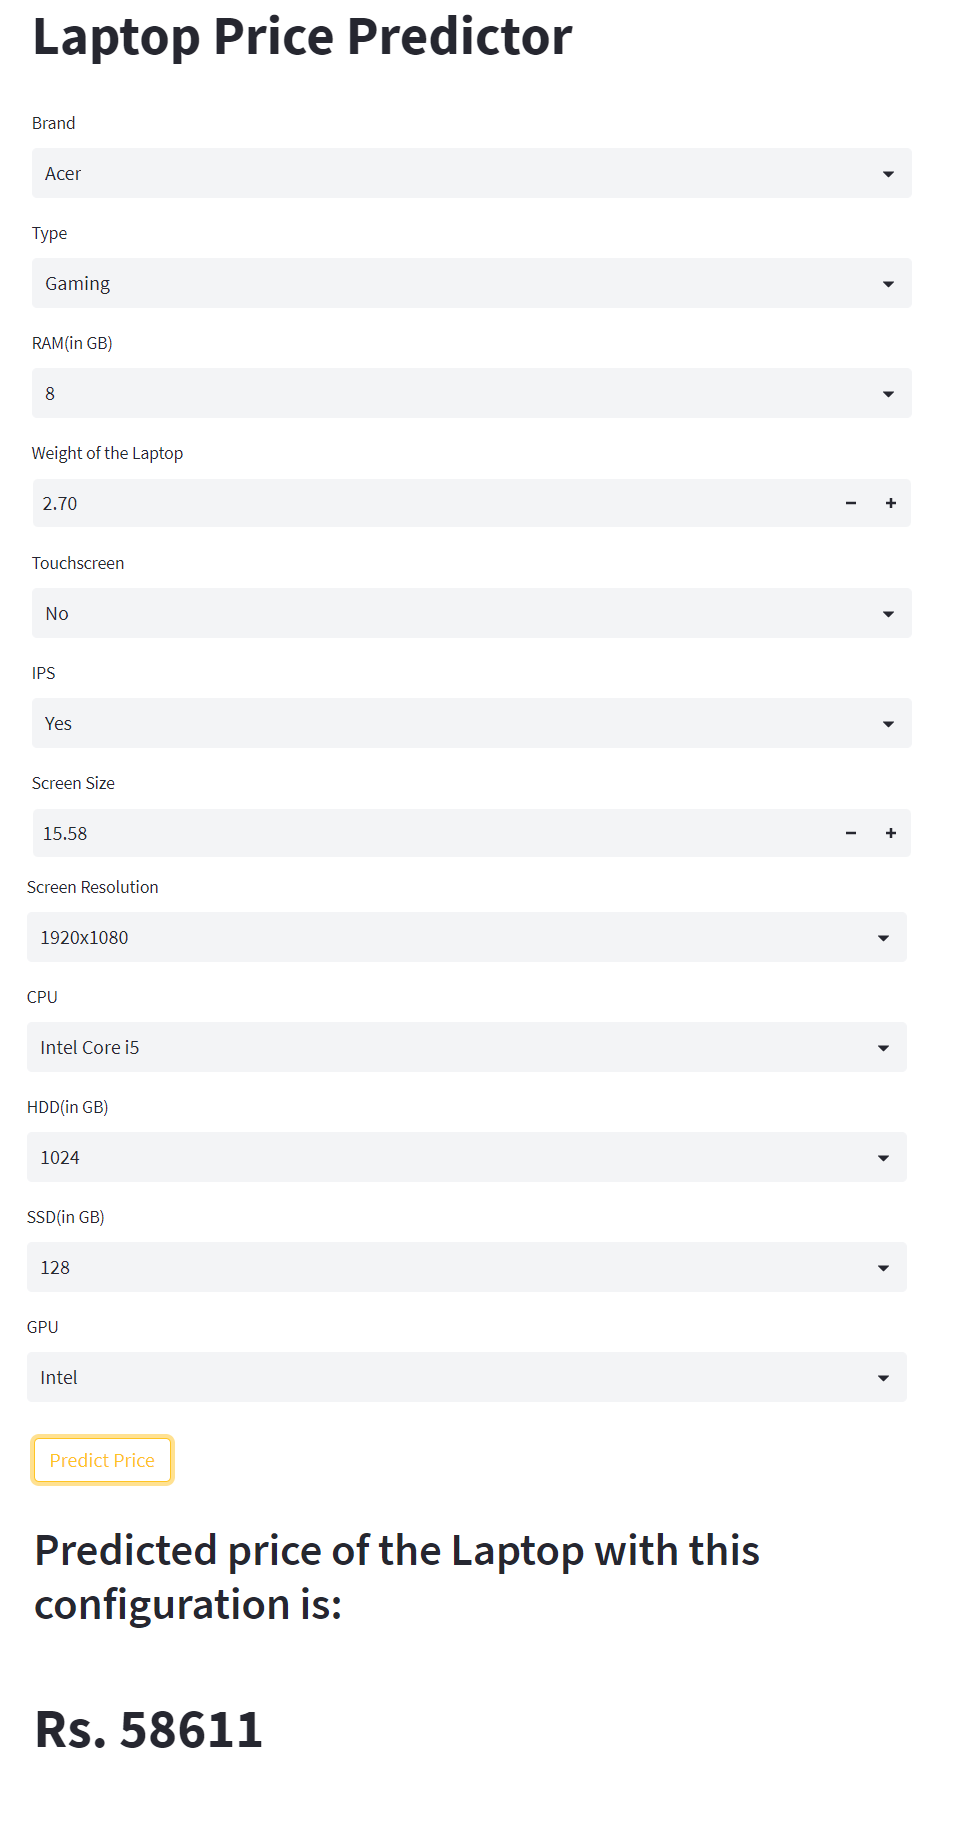 Laptop Price Predictor
Brand
Acer
Type
Gaming
RAM(in GB)
8
Weight of the Laptop
2.70
Touchscreen
No
IPS
Yes
Screen Size
15.58
Screen Resolution
1920x1080
CPU
Intel Core i5
HDD(in GB)
1024
SSD(in GB)
128
GPU
Intel
Predict Price
Predicted price of the Laptop with this
configuration is:
Rs. 58611